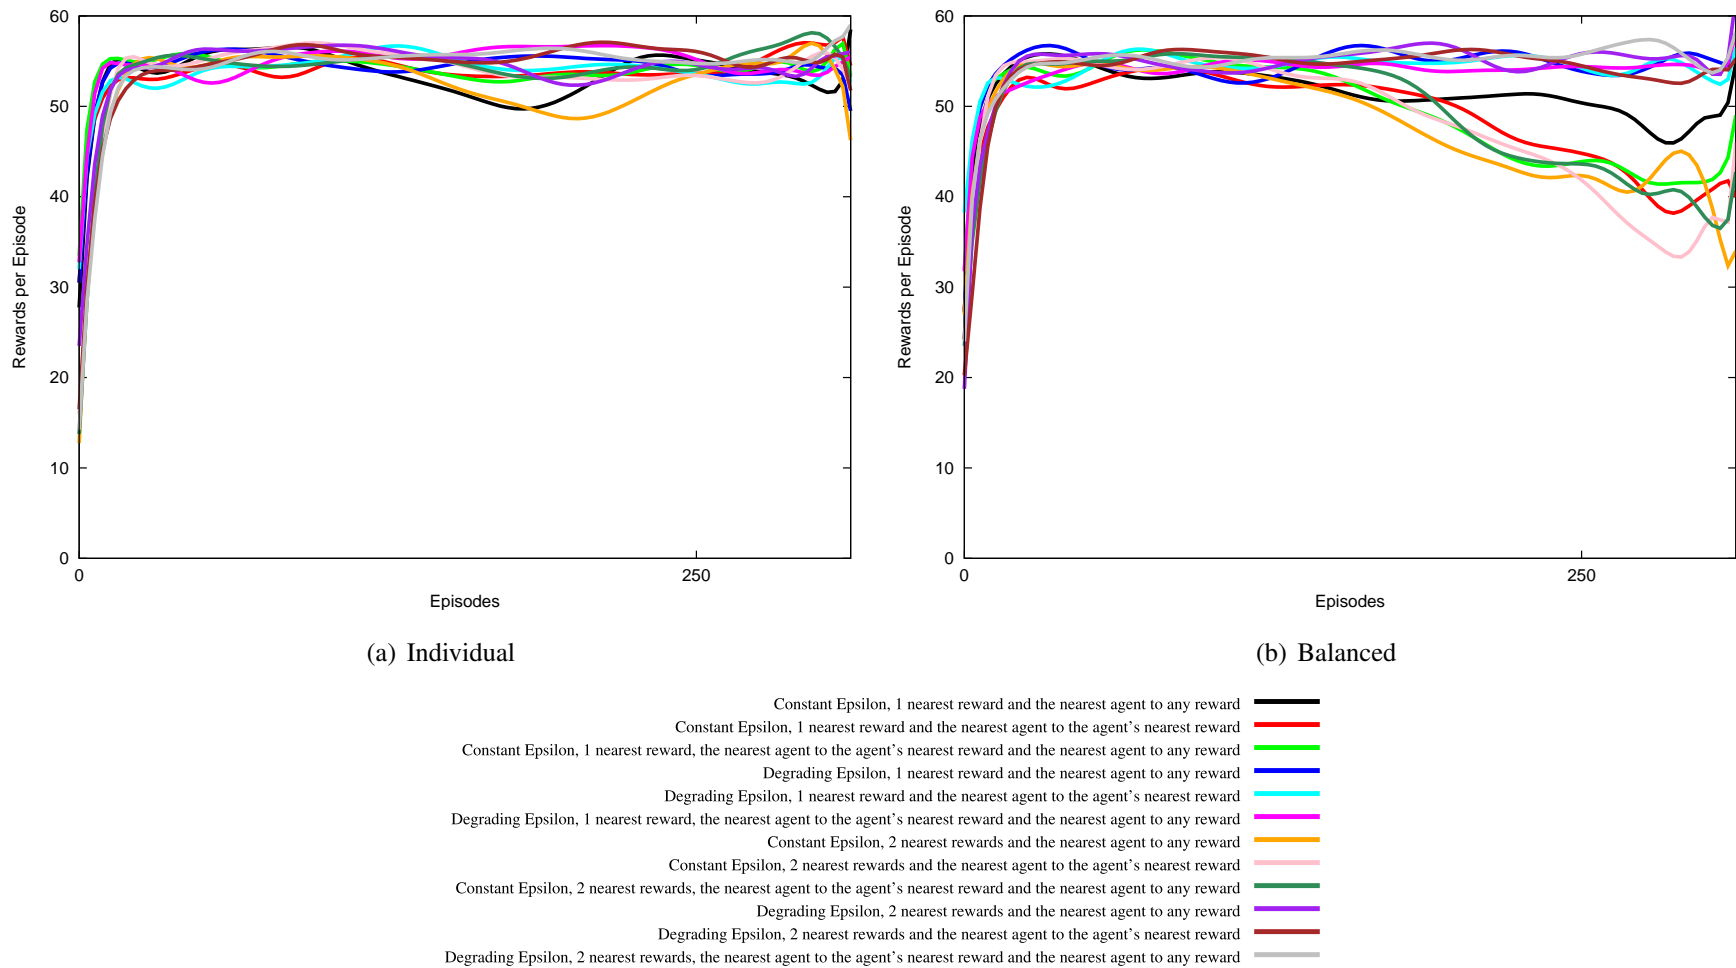 60
50
40
30
20
10
0
0
250
Rewards per Episode
Episodes
(a) Individual
60
50
40
30
20
10
0
0
250
Rewards per Episode
Episodes
(b) Balanced
Constant Epsilon, 1 nearest reward and the nearest agent to any reward
Constant Epsilon, 1 nearest reward and the nearest agent to the agent's nearest reward
Constant Epsilon, 1 nearest reward, the nearest agent to the agent's nearest reward and the nearest agent to any reward
Degrading Epsilon, 1 nearest reward and the nearest agent to any reward
Degrading Epsilon, 1 nearest reward and the nearest agent to the agent's nearest reward
Degrading Epsilon, 1 nearest reward, the nearest agent to the agent's nearest reward and the nearest agent to any reward
Constant Epsilon, 2 nearest rewards and the nearest agent to any reward
Constant Epsilon, 2 nearest rewards and the nearest agent to the agent's nearest reward
Constant Epsilon, 2 nearest rewards, the nearest agent to the agent's nearest reward and the nearest agent to any reward
Degrading Epsilon, 2 nearest rewards and the nearest agent to any reward
Degrading Epsilon, 2 nearest rewards and the nearest agent to the agent's nearest reward
Degrading Epsilon, 2 nearest rewards, the nearest agent to the agent's nearest reward and the nearest agent to any reward